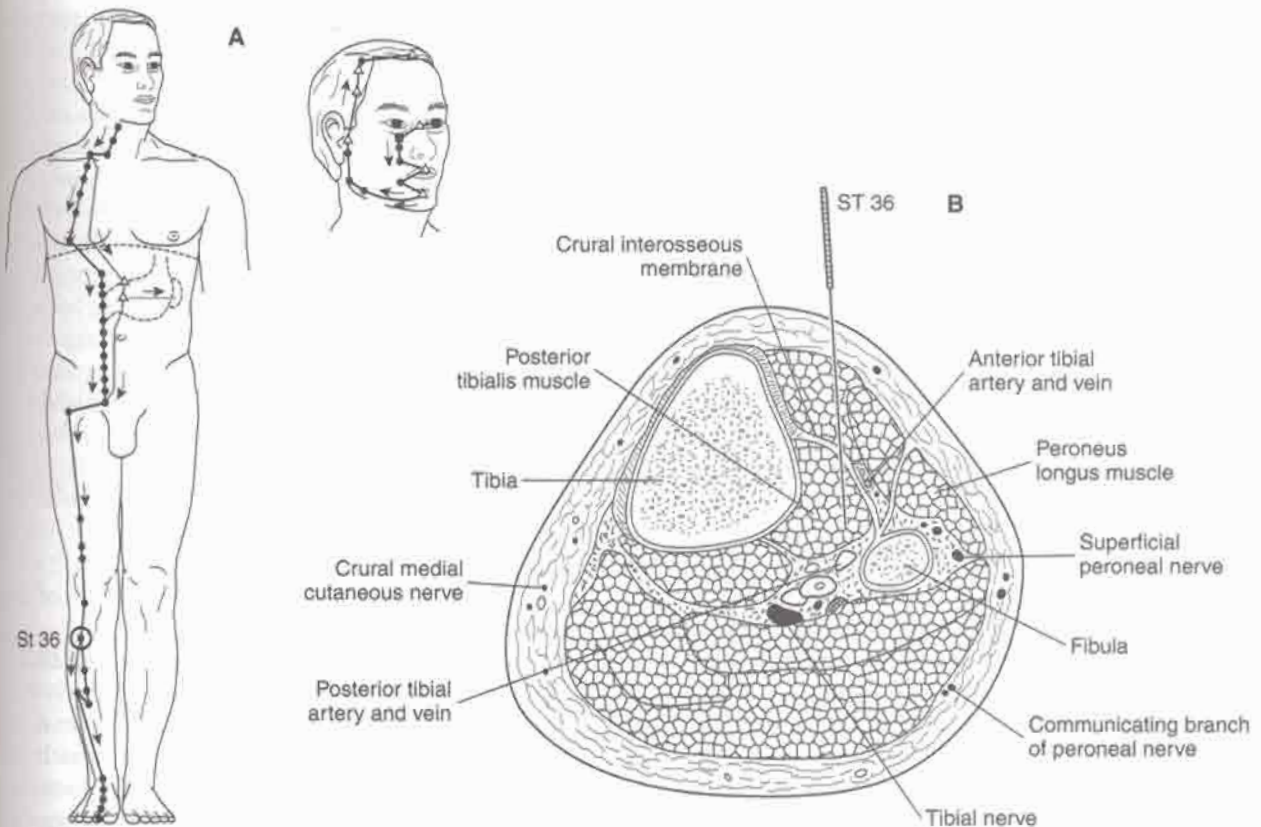 A
St 36
ST 36
B
Crural interosseous
membrane
Posterior
tibialis muscle
Anterior tibial
artery and vein
Peroneus
longus muscle
Tibia
Superficial
peroneal nerve
Crural medial
cutaneous nerve
Fibula
Posterior tibial
artery and vein
Communicating branch
of peroneal nerve
Tibial nerve